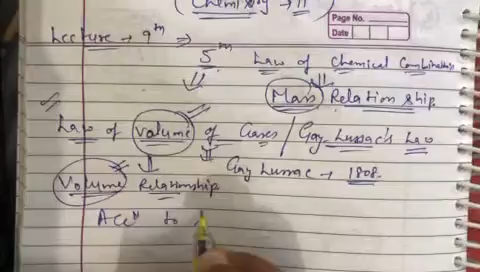 (Chemistry - 11)
Page No.
Date
Lecture → 9th ⇒
5th Law of Chemical Combination
Mass Relationship
Law of Volume of Gases / Gay Lussac's Law
Gay Lussac → 1808.
Volume Relationship
Accn to